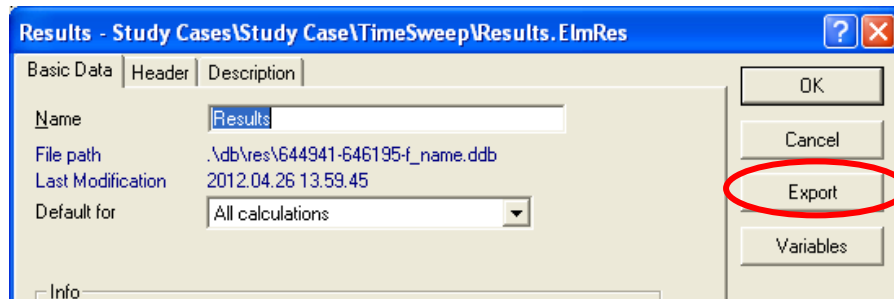 Results - Study Cases\Study Case\TimeSweep\Results.ElmRes
Basic Data Header Description
OK
Name Results
Cancel
File path .\db\res\644941-646195-f_name.ddb
Last Modification 2012.04.26 13.59.45
Export
Default for All calculations
Variables
Info